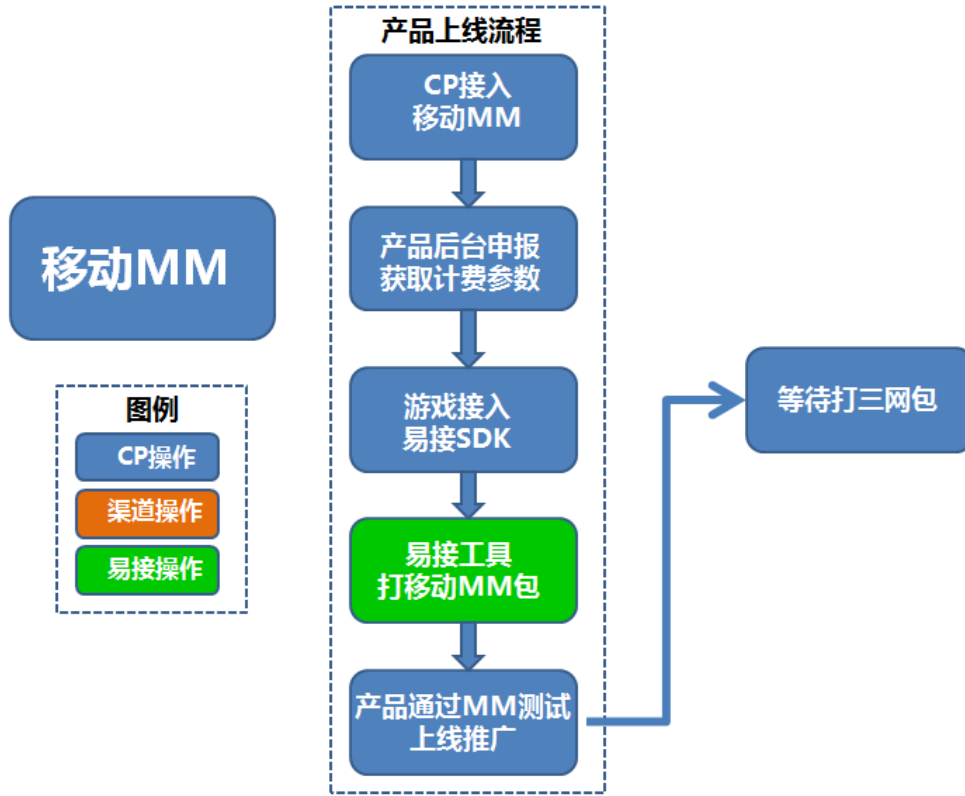 移动MM
图例
CP操作
渠道操作
易接操作
产品上线流程
CP接入
移动MM
产品后台申报
获取计费参数
游戏接入
易接SDK
易接工具
打移动MM包
产品通过MM测试
上线推广
等待打三网包